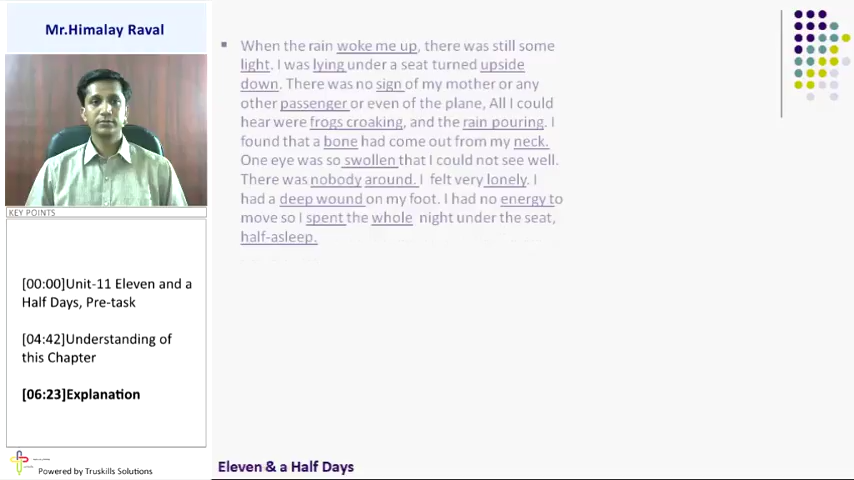 Mr.Himalay Raval
KEY POINTS
[00:00]Unit-11 Eleven and a
Half Days, Pre-task
[04:42]Understanding of
this Chapter
[06:23]Explanation
Powered by Truskills Solutions
When the rain woke me up, there was still some
light. I was lying under a seat turned upside
down. There was no sign of my mother or any
other passenger or even of the plane, All I could
hear were frogs croaking, and the rain pouring. I
found that a bone had come out from my neck.
One eye was so swollen that I could not see well.
There was nobody around. I felt very lonely. I
had a deep wound on my foot. I had no energy to
move so I spent the whole night under the seat,
half-asleep.
Eleven & a Half Days